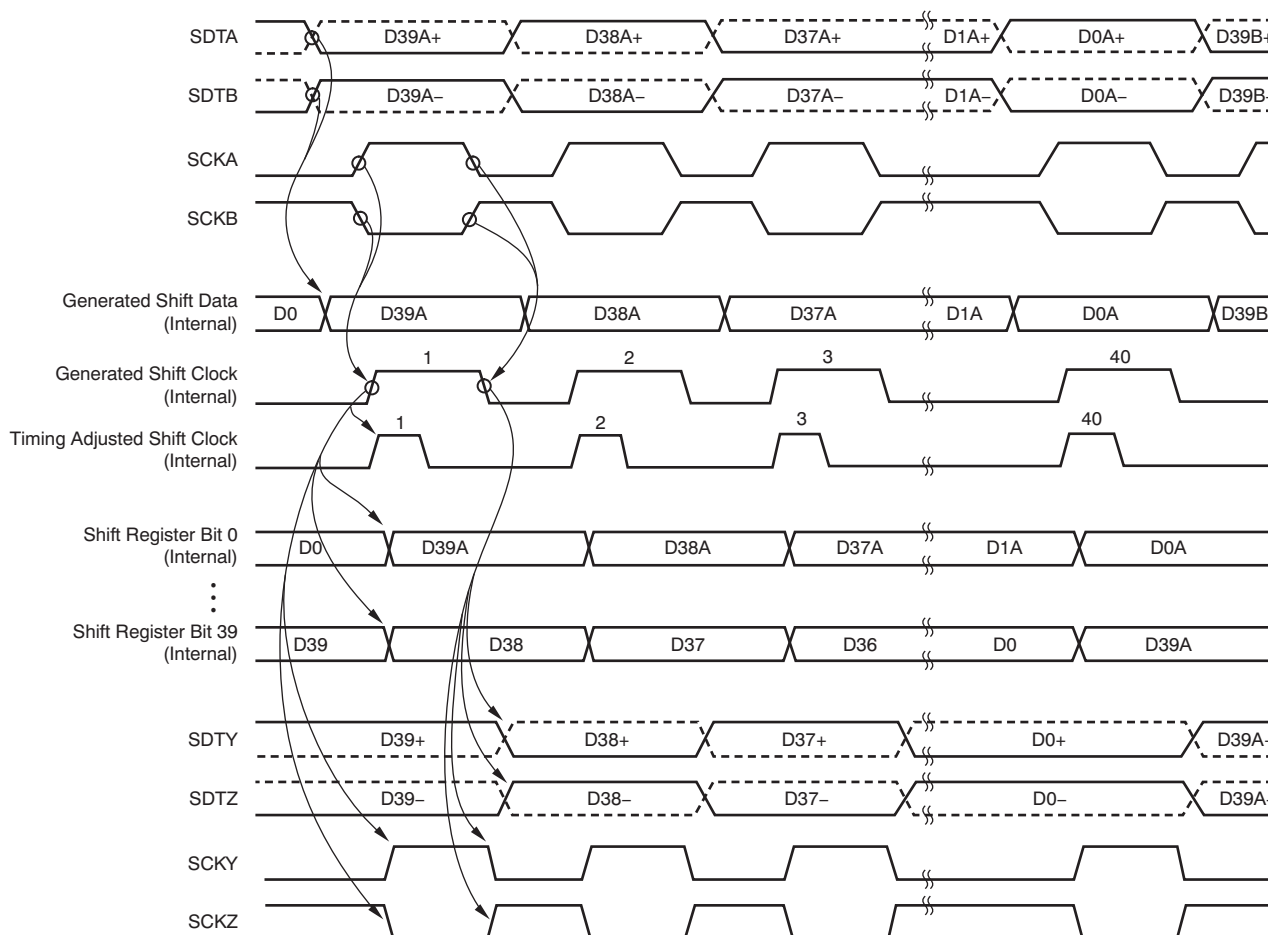 SDTA D39A+ D38A+ D37A+ D1A+ D0A+ D39B+
SDTB D39A– D38A– D37A– D1A– D0A– D39B-
SCKA
SCKB
Generated Shift Data
(Internal)
D0 D39A D38A D37A D1A D0A D39B
1 2 3 40
Generated Shift Clock
(Internal)
1 2 3 40
Timing Adjusted Shift Clock
(Internal)
Shift Register Bit 0
(Internal)
D0 D39A D38A D37A D1A D0A
Shift Register Bit 39
(Internal)
D39 D38 D37 D36 D0 D39A
SDTY D39+ D38+ D37+ D0+ D39A-
SDTZ D39– D38– D37– D0– D39A-
SCKY
SCKZ